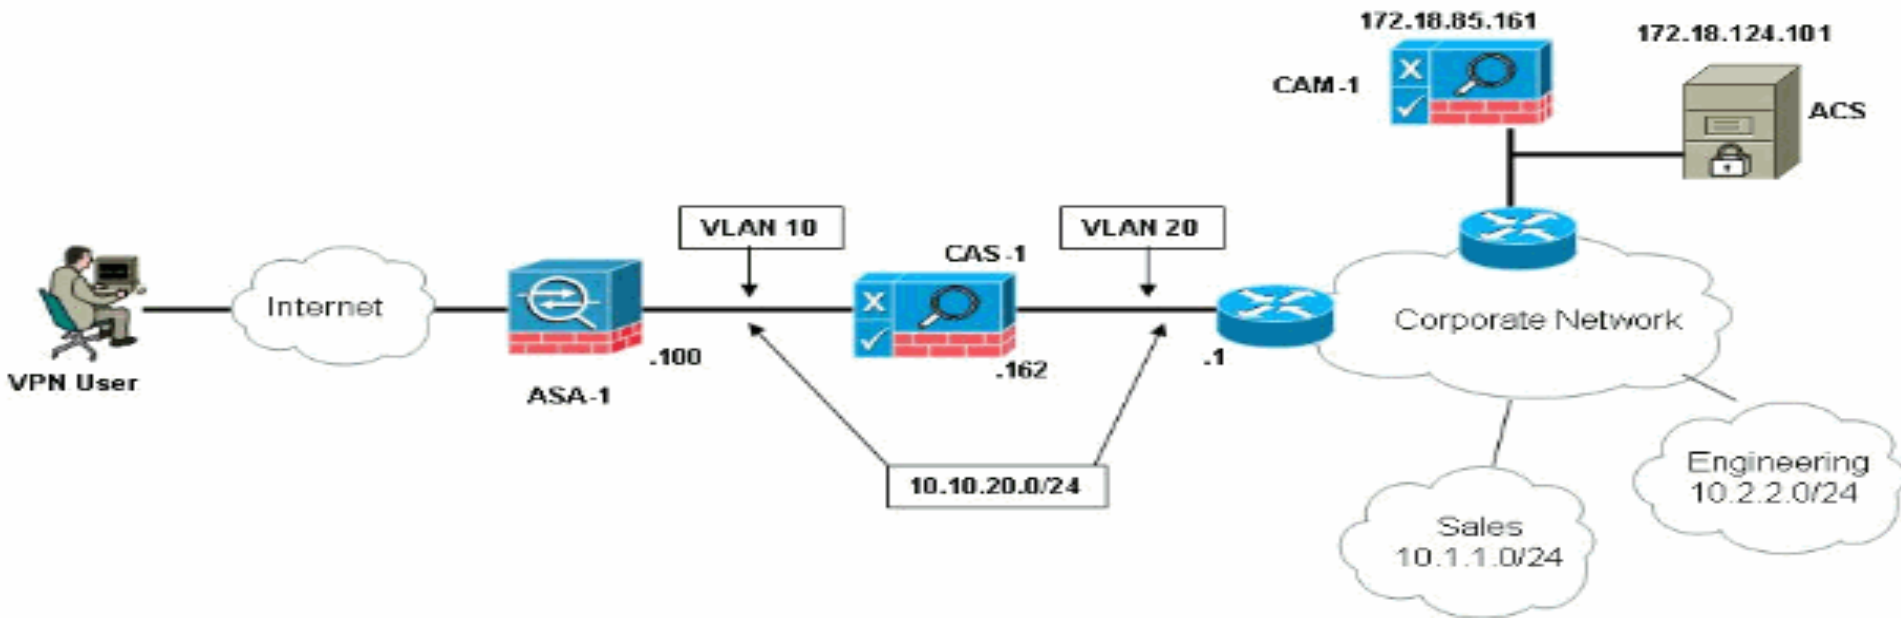 172.18.85.161
172.18.124.101
CAM-1
ACS
VLAN 10
VLAN 20
CAS-1
Internet
Corporate Network
.100
.162
.1
VPN User
ASA-1
10.10.20.0/24
Engineering
10.2.2.0/24
Sales
10.1.1.0/24